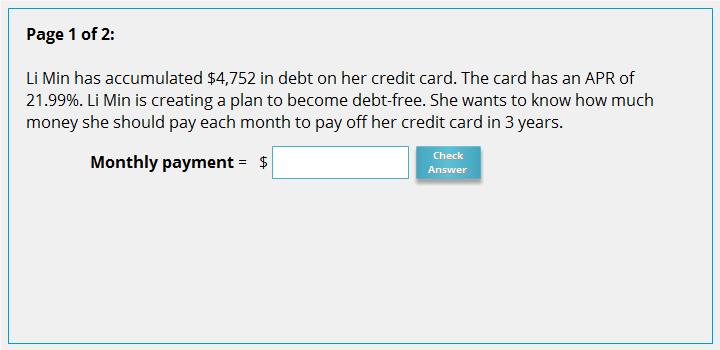 Page 1 of 2:
Li Min has accumulated $4,752 in debt on her credit card. The card has an APR of
21.99%. Li Min is creating a plan to become debt-free. She wants to know how much
money she should pay each month to pay off her credit card in 3 years.
Monthly payment = $
Check
Answer